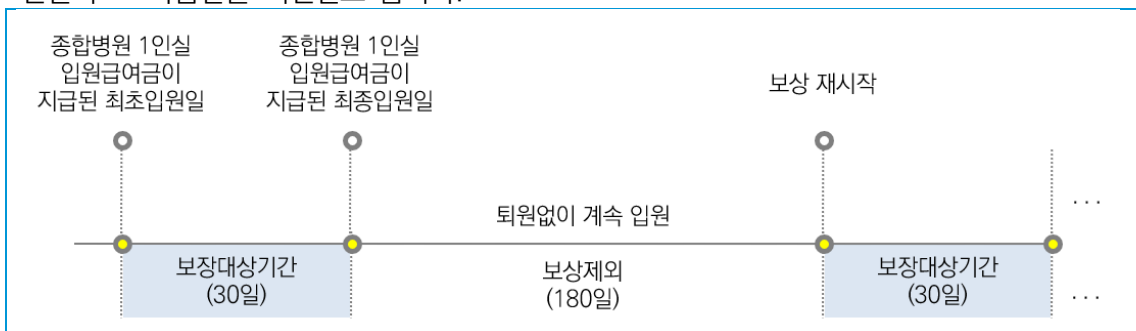 종합병원 1인실
입원급여금이
지급된 최초입원일
종합병원 1인실
입원급여금이
지급된 최종입원일
보상 재시작
퇴원없이 계속 입원
보장대상기간
(30일)
보상제외
(180일)
보장대상기간
(30일)
...
...